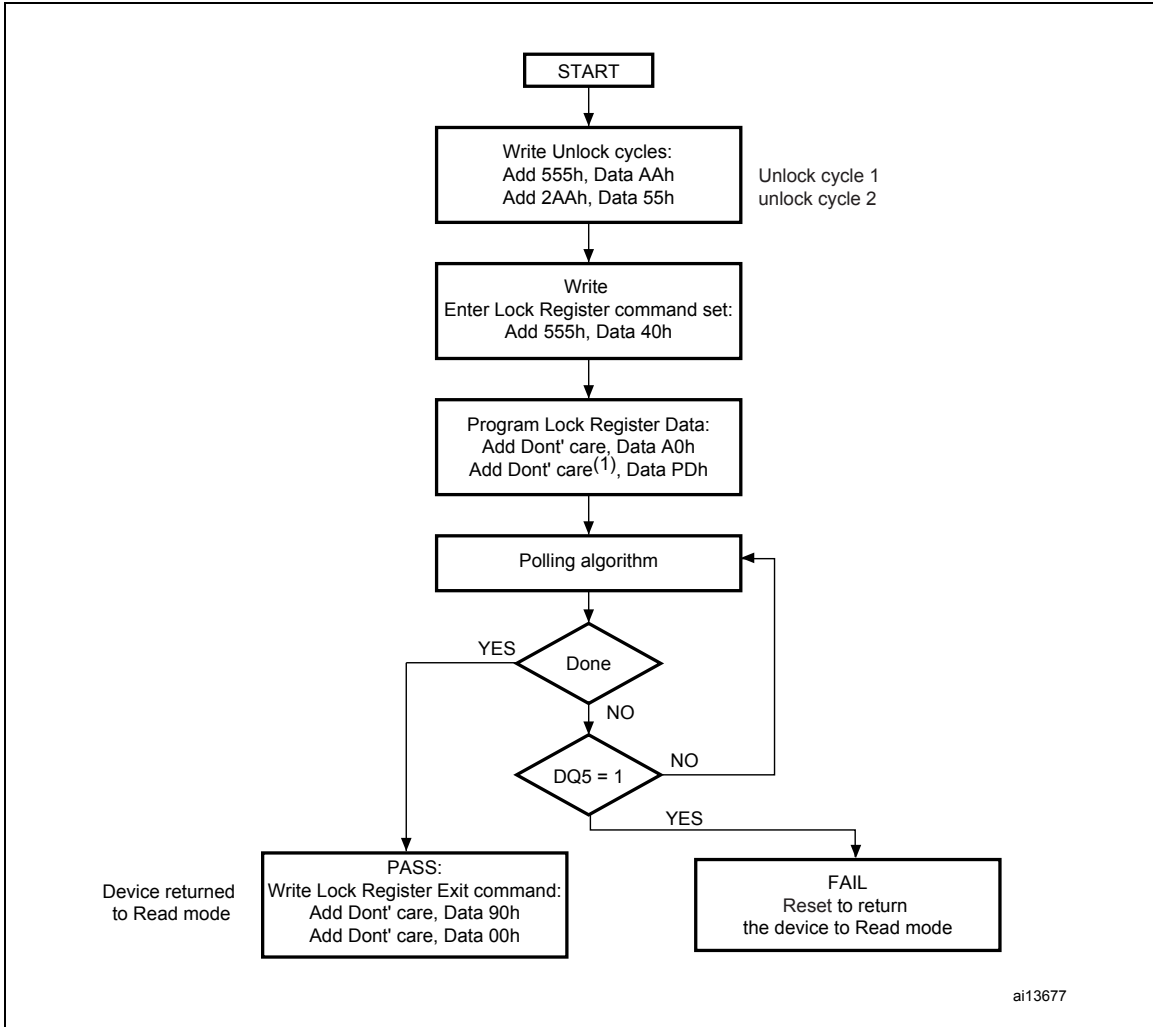 START
Write Unlock cycles:
Add 555h, Data AAh
Add 2AAh, Data 55h
Unlock cycle 1
unlock cycle 2
Write
Enter Lock Register command set:
Add 555h, Data 40h
Program Lock Register Data:
Add Dont' care, Data A0h
Add Dont' care(1), Data PDh
Polling algorithm
YES
Done
NO
DQ5 = 1
NO
YES
Device returned
to Read mode
PASS:
Write Lock Register Exit command:
Add Dont' care, Data 90h
Add Dont' care, Data 00h
FAIL
Reset to return
the device to Read mode
ai13677